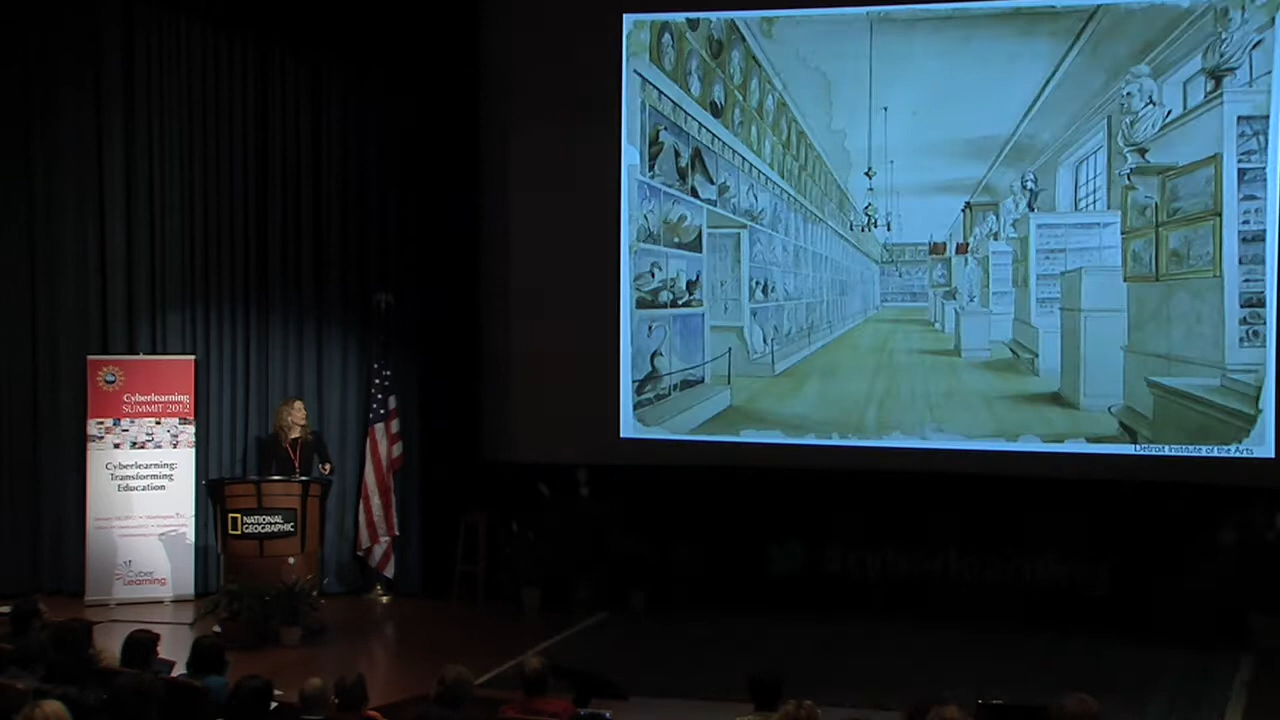 Cyberlearning
SUMMIT 2012
Cyberlearning:
Transforming
Education
Cyber
Learning
NATIONAL
GEOGRAPHIC
Detroit Institute of the Arts